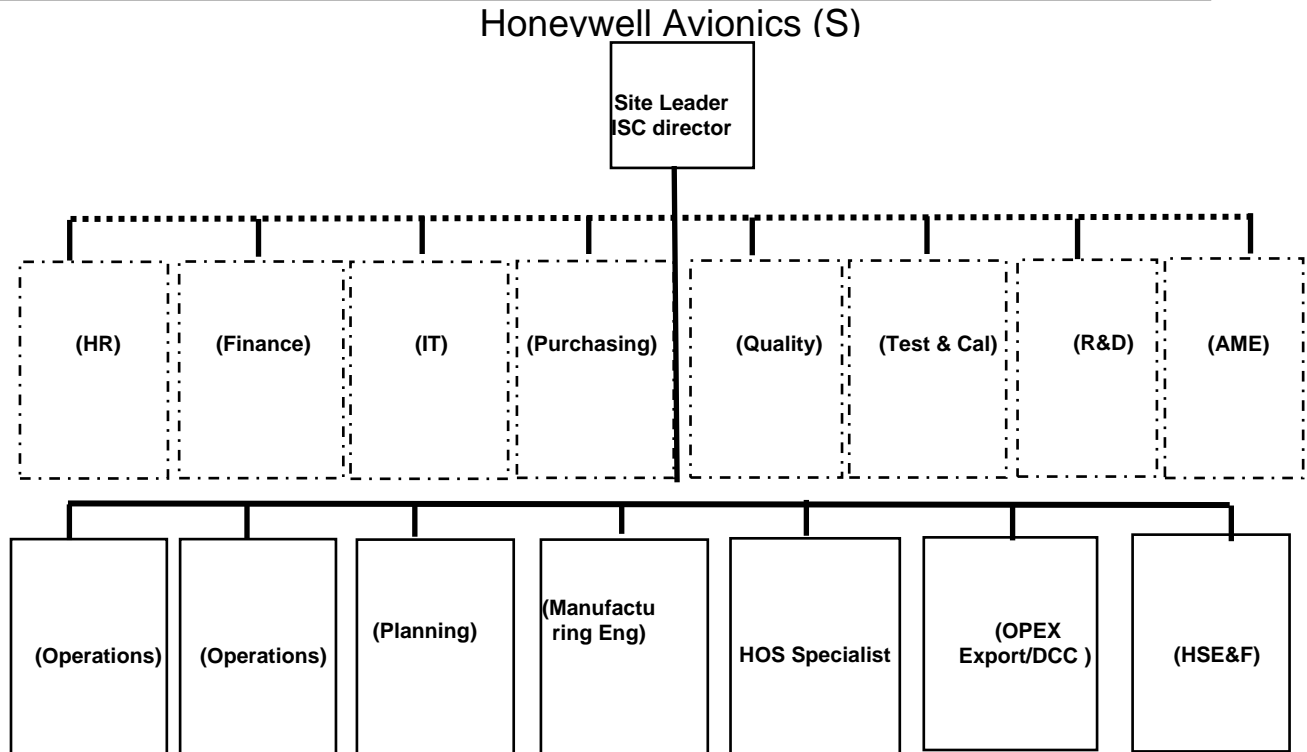 Honeywell Avionics (S)
Site Leader
ISC director
(HR)
(Finance)
(IT)
(Purchasing)
(Quality)
(Test & Cal)
(R&D)
(AME)
(Operations)
(Operations)
(Planning)
(Manufactu
ring Eng)
HOS Specialist
(OPEX
Export/DCC )
(HSE&F)